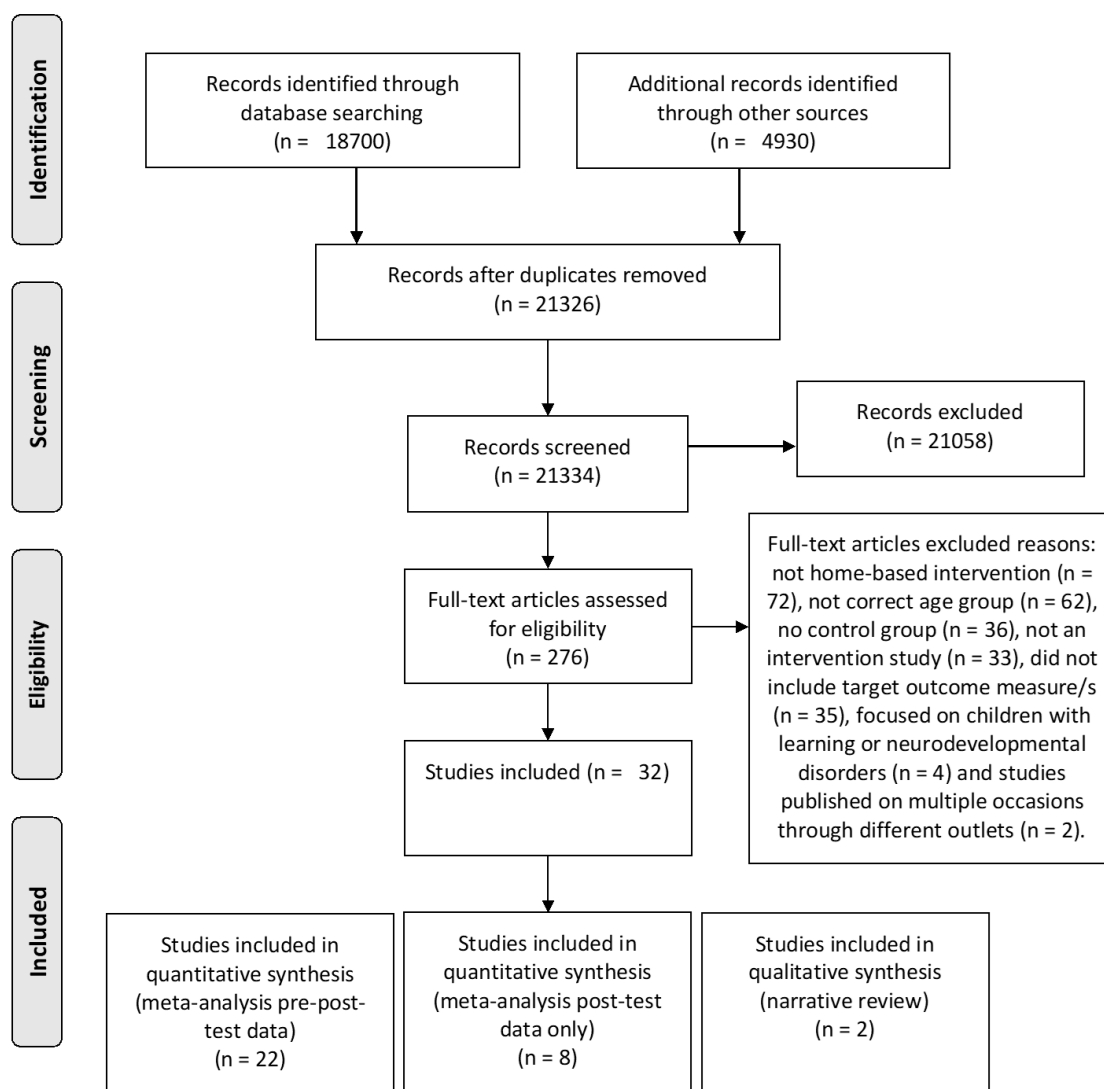 Identification
Records identified through
database searching
(n = 18700)
Additional records identified
through other sources
(n = 4930)
Records after duplicates removed
(n = 21326)
Screening
Records screened
(n = 21334)
Records excluded
(n = 21058)
Eligibility
Full-text articles assessed
for eligibility
(n = 276)
Full-text articles excluded reasons:
not home-based intervention (n =
72), not correct age group (n = 62),
no control group (n = 36), not an
intervention study (n = 33), did not
include target outcome measure/s
(n = 35), focused on children with
learning or neurodevelopmental
disorders (n = 4) and studies
published on multiple occasions
through different outlets (n = 2).
Studies included (n = 32)
Included
Studies included in
quantitative synthesis
(meta-analysis pre-post-
test data)
(n = 22)
Studies included in
quantitative synthesis
(meta-analysis post-test
data only)
(n = 8)
Studies included in
qualitative synthesis
(narrative review)
(n = 2)